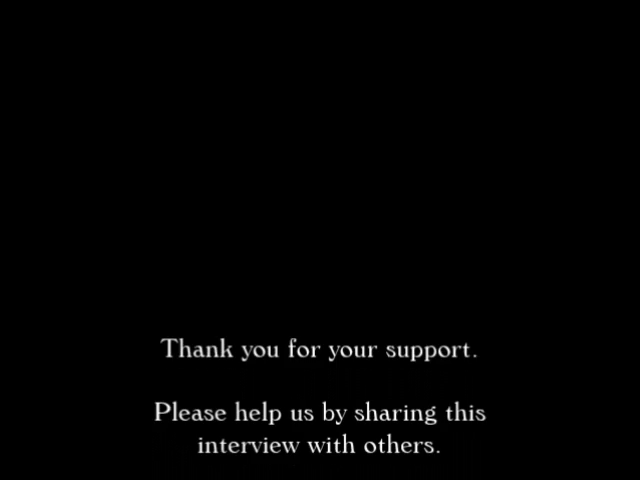 Thank you for your support.
Please help us by sharing this
interview with others.